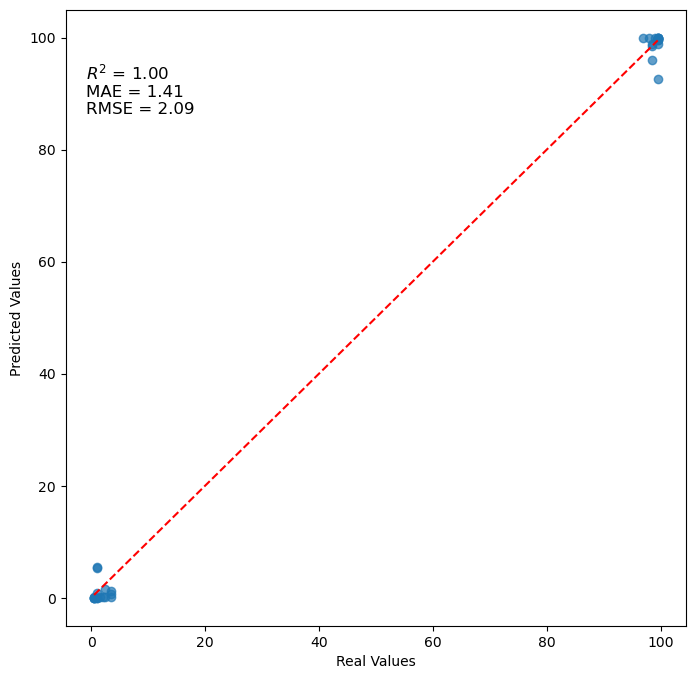 R² = 1.00
MAE = 1.41
RMSE = 2.09
100
80
60
40
20
0
Predicted Values
0 20 40 60 80 100
Real Values